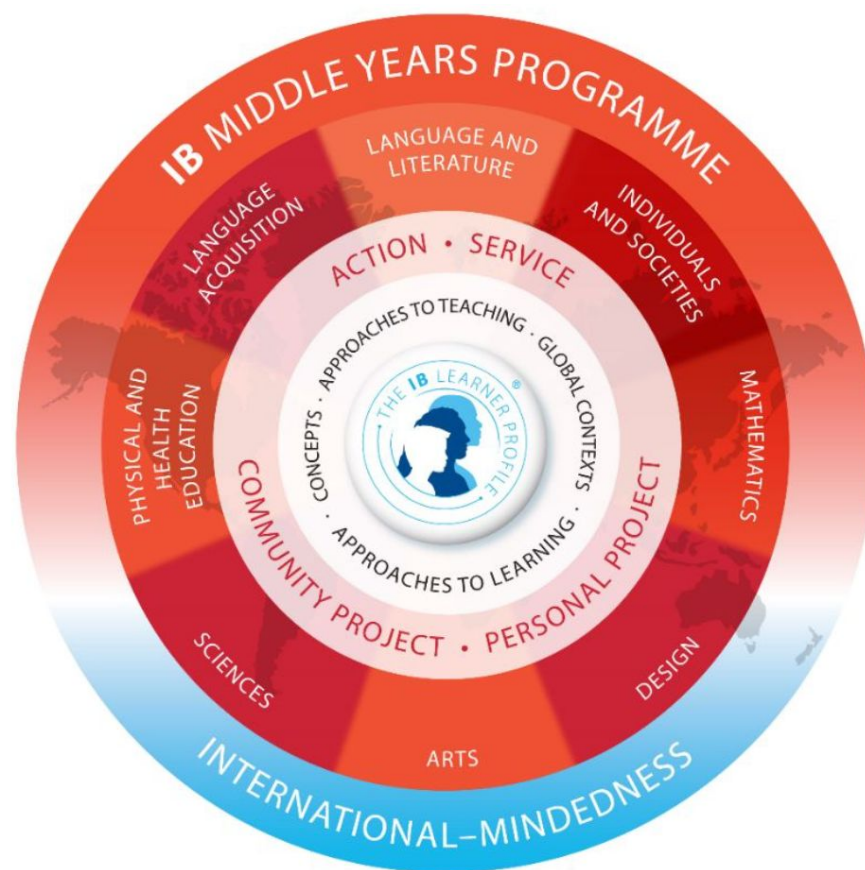 IB MIDDLE YEARS PROGRAMME
LANGUAGE AND
LITERATURE
LANGUAGE
ACQUISITION
INDIVIDUALS
AND SOCIETIES
PHYSICAL AND
HEALTH
EDUCATION
MATHEMATICS
SCIENCES
DESIGN
ARTS
ACTION • SERVICE
COMMUNITY PROJECT • PERSONAL PROJECT
APPROACHES TO TEACHING · GLOBAL CONTEXTS · APPROACHES TO LEARNING · CONCEPTS ·
THE IB LEARNER PROFILE ®
INTERNATIONAL–MINDEDNESS